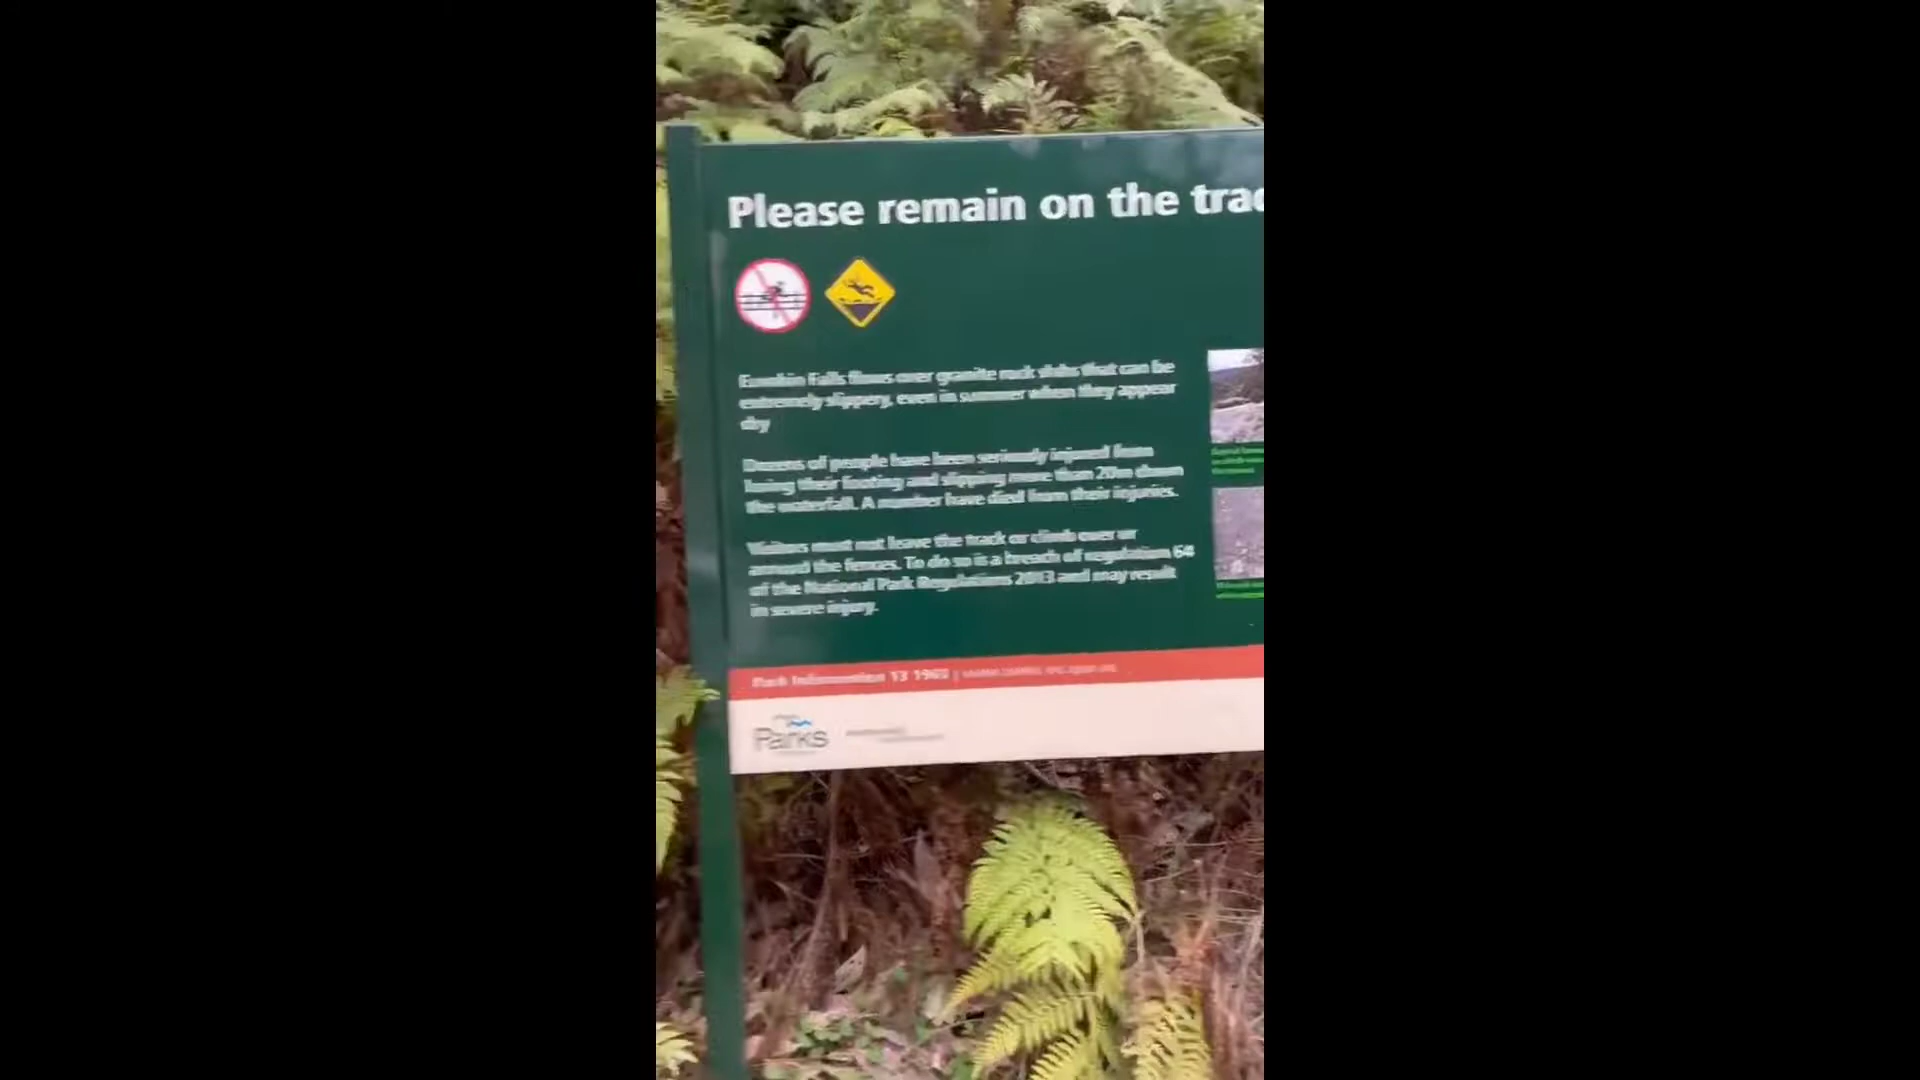 Please remain on the trac
Eurobin Falls flows over granite rock slabs that can be
extremely slippery, even in summer when they appear
dry
Dozens of people have been seriously injured from
losing their footing and slipping more than 20m down
the waterfall. A number have died from their injuries.
Visitors must not leave the track or climb over or
around the fences. To do so is a breach of regulation 64
of the National Park Regulations 2013 and may result
in severe injury.
Park Information 13 1963 |
Parks